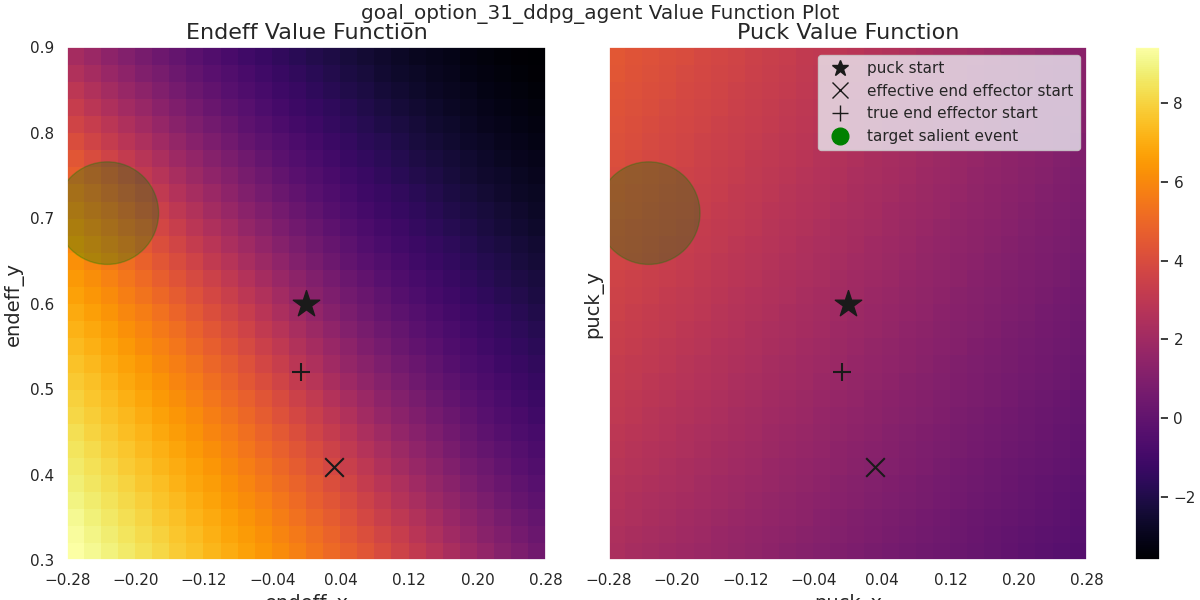 goal_option_31_ddpg_agent Value Function Plot
Endeff Value Function
Puck Value Function
puck start
effective end effector start
true end effector start
target salient event
endeff_y
0.9
0.8
0.7
0.6
0.5
0.4
0.3
−0.28 −0.20 −0.12 −0.04 0.04 0.12 0.20 0.28
endeff_x
puck_y
−0.28 −0.20 −0.12 −0.04 0.04 0.12 0.20 0.28
puck_x
8
6
4
2
0
−2